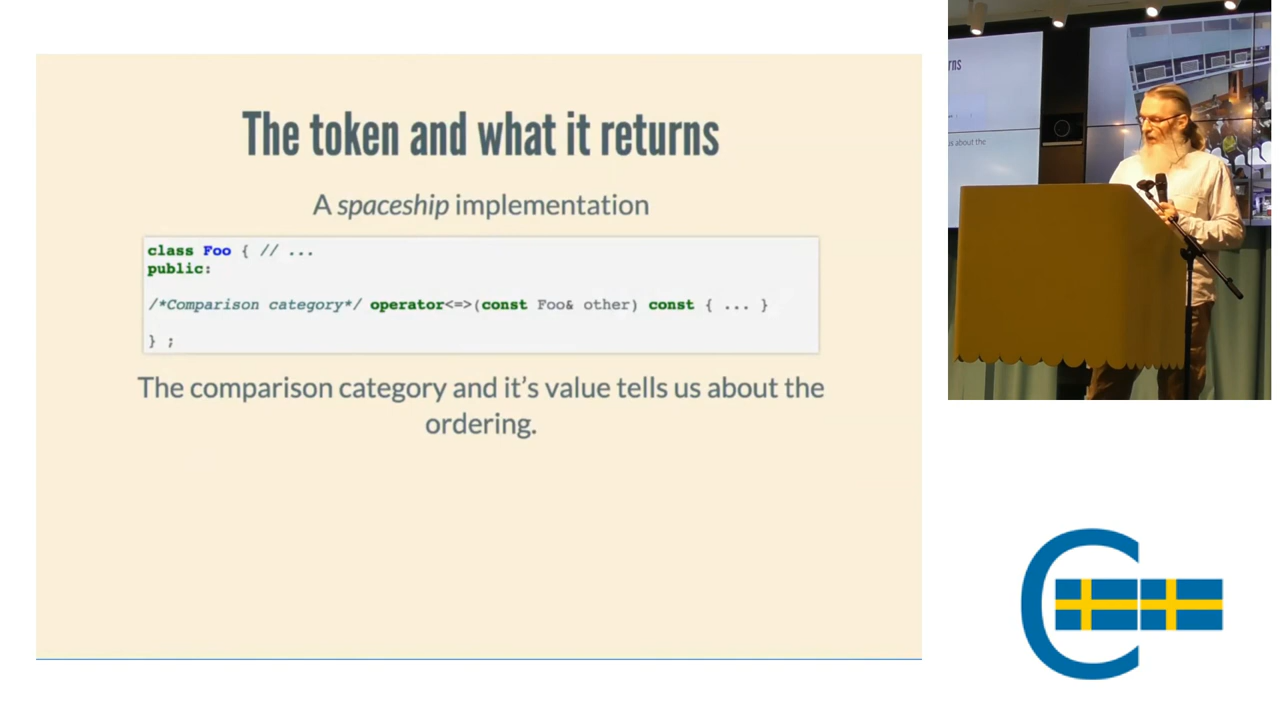 The token and what it returns
A spaceship implementation
class Foo { // ...
public:
/*Comparison category*/ operator<=>(const Foo& other) const { ... }
} ;
The comparison category and it's value tells us about the
ordering.
rns
us about the
C